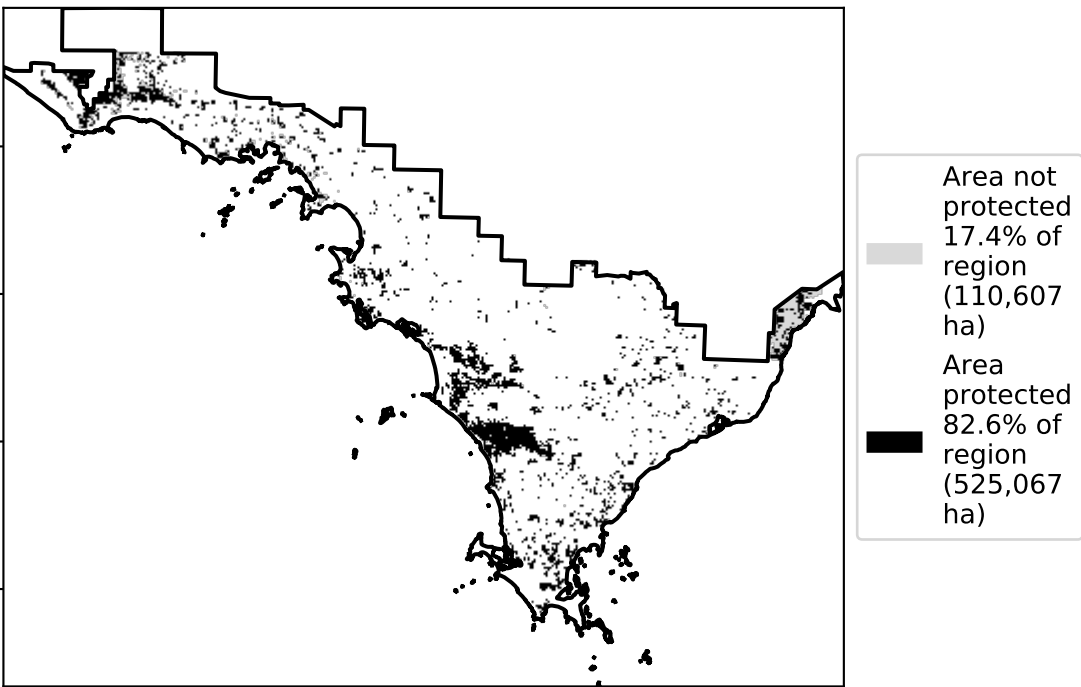 Area not
protected
17.4% of
region
(110,607
ha)
Area
protected
82.6% of
region
(525,067
ha)